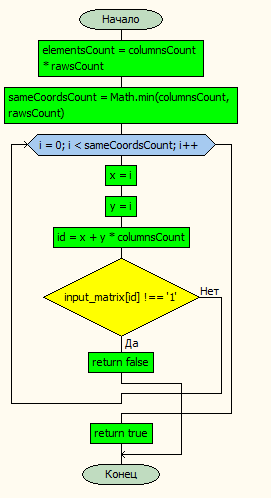 Начало
elementsCount = columnsCount
* rawsCount
sameCoordsCount = Math.min(columnsCount,
rawsCount)
i = 0; i < sameCoordsCount; i++
x = i
y = i
id = x + y * columnsCount
input_matrix[id] !== '1'
Нет
Да
return false
return true
Конец